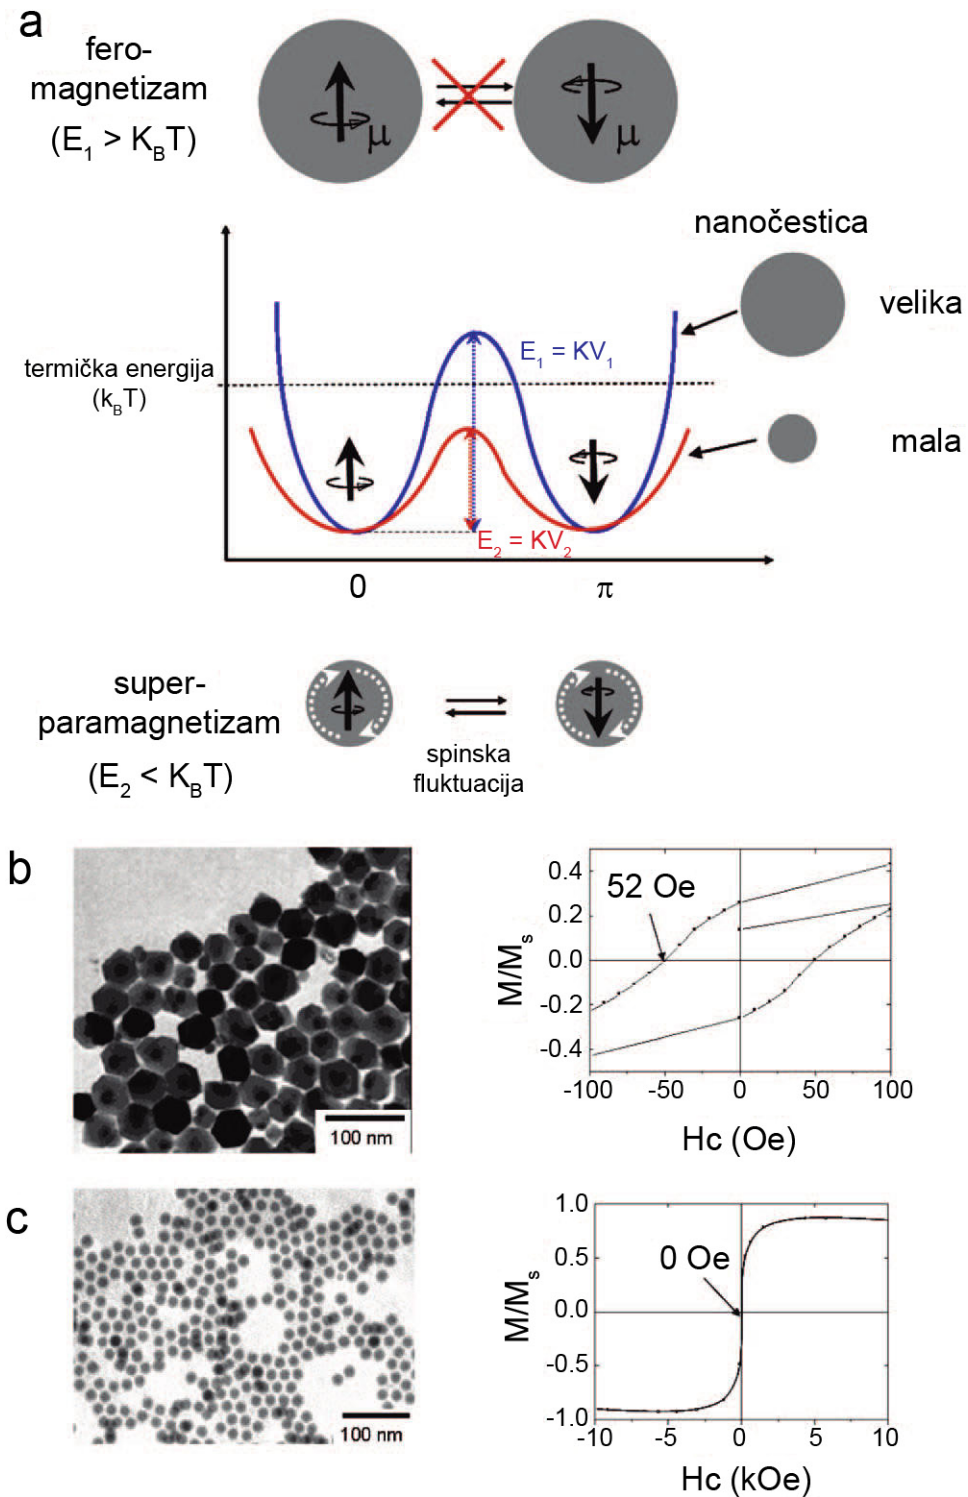 a
fero-
magnetizam
(E₁ > K_BT)
μ
μ
nanočestica
velika
E₁ = KV₁
termička energija
(k_BT)
mala
E₂ = KV₂
0
π
super-
paramagnetizam
(E₂ < K_BT)
spinska
fluktuacija
b
100 nm
52 Oe
M/Mₛ
0.4
0.2
0.0
-0.2
-0.4
-100
-50
0
50
100
Hc (Oe)
c
100 nm
0 Oe
M/Mₛ
1.0
0.5
0.0
-0.5
-1.0
-10
-5
0
5
10
Hc (kOe)